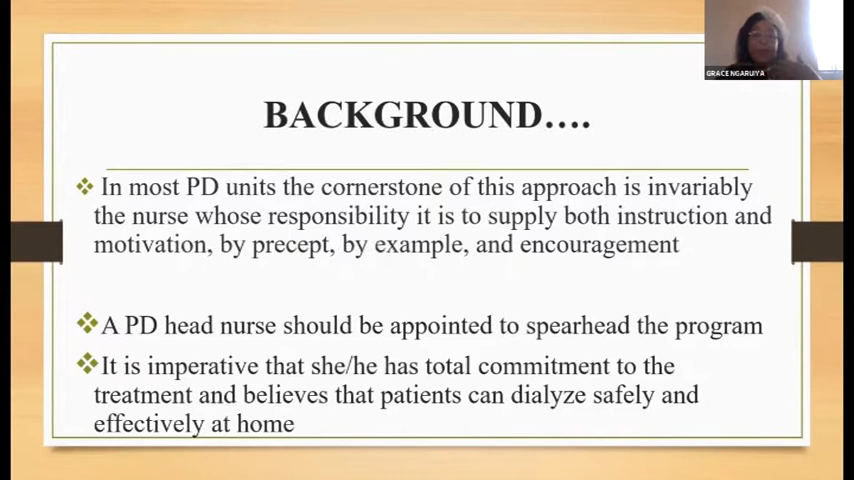 GRACE NGARUIYA
BACKGROUND....
In most PD units the cornerstone of this approach is invariably
the nurse whose responsibility it is to supply both instruction and
motivation, by precept, by example, and encouragement
A PD head nurse should be appointed to spearhead the program
It is imperative that she/he has total commitment to the
treatment and believes that patients can dialyze safely and
effectively at home